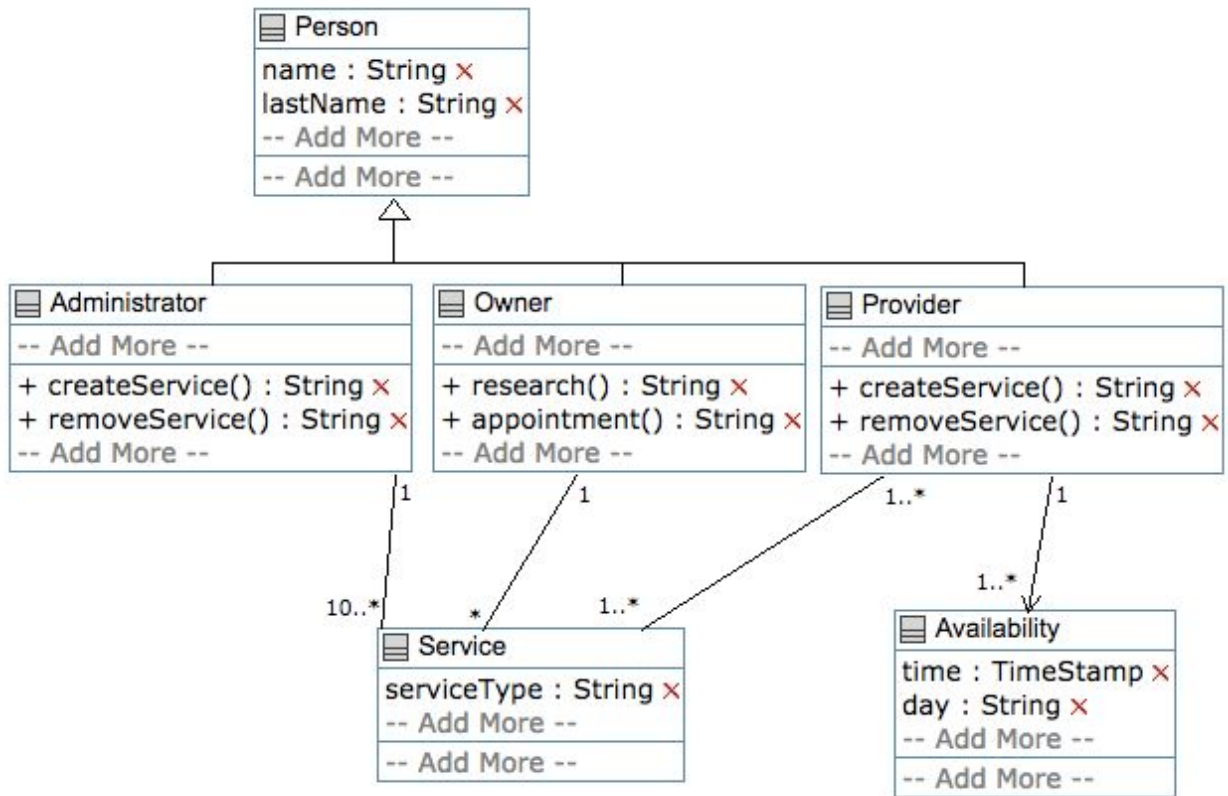 Person
name : String ×
lastName : String ×
-- Add More --
-- Add More --
Administrator
-- Add More --
+ createService() : String ×
+ removeService() : String ×
-- Add More --
Owner
-- Add More --
+ research() : String ×
+ appointment() : String ×
-- Add More --
Provider
-- Add More --
+ createService() : String ×
+ removeService() : String ×
-- Add More --
1
1
1..*
1
10..*
*
1..*
1..*
Service
serviceType : String ×
-- Add More --
-- Add More --
Availability
time : TimeStamp ×
day : String ×
-- Add More --
-- Add More --